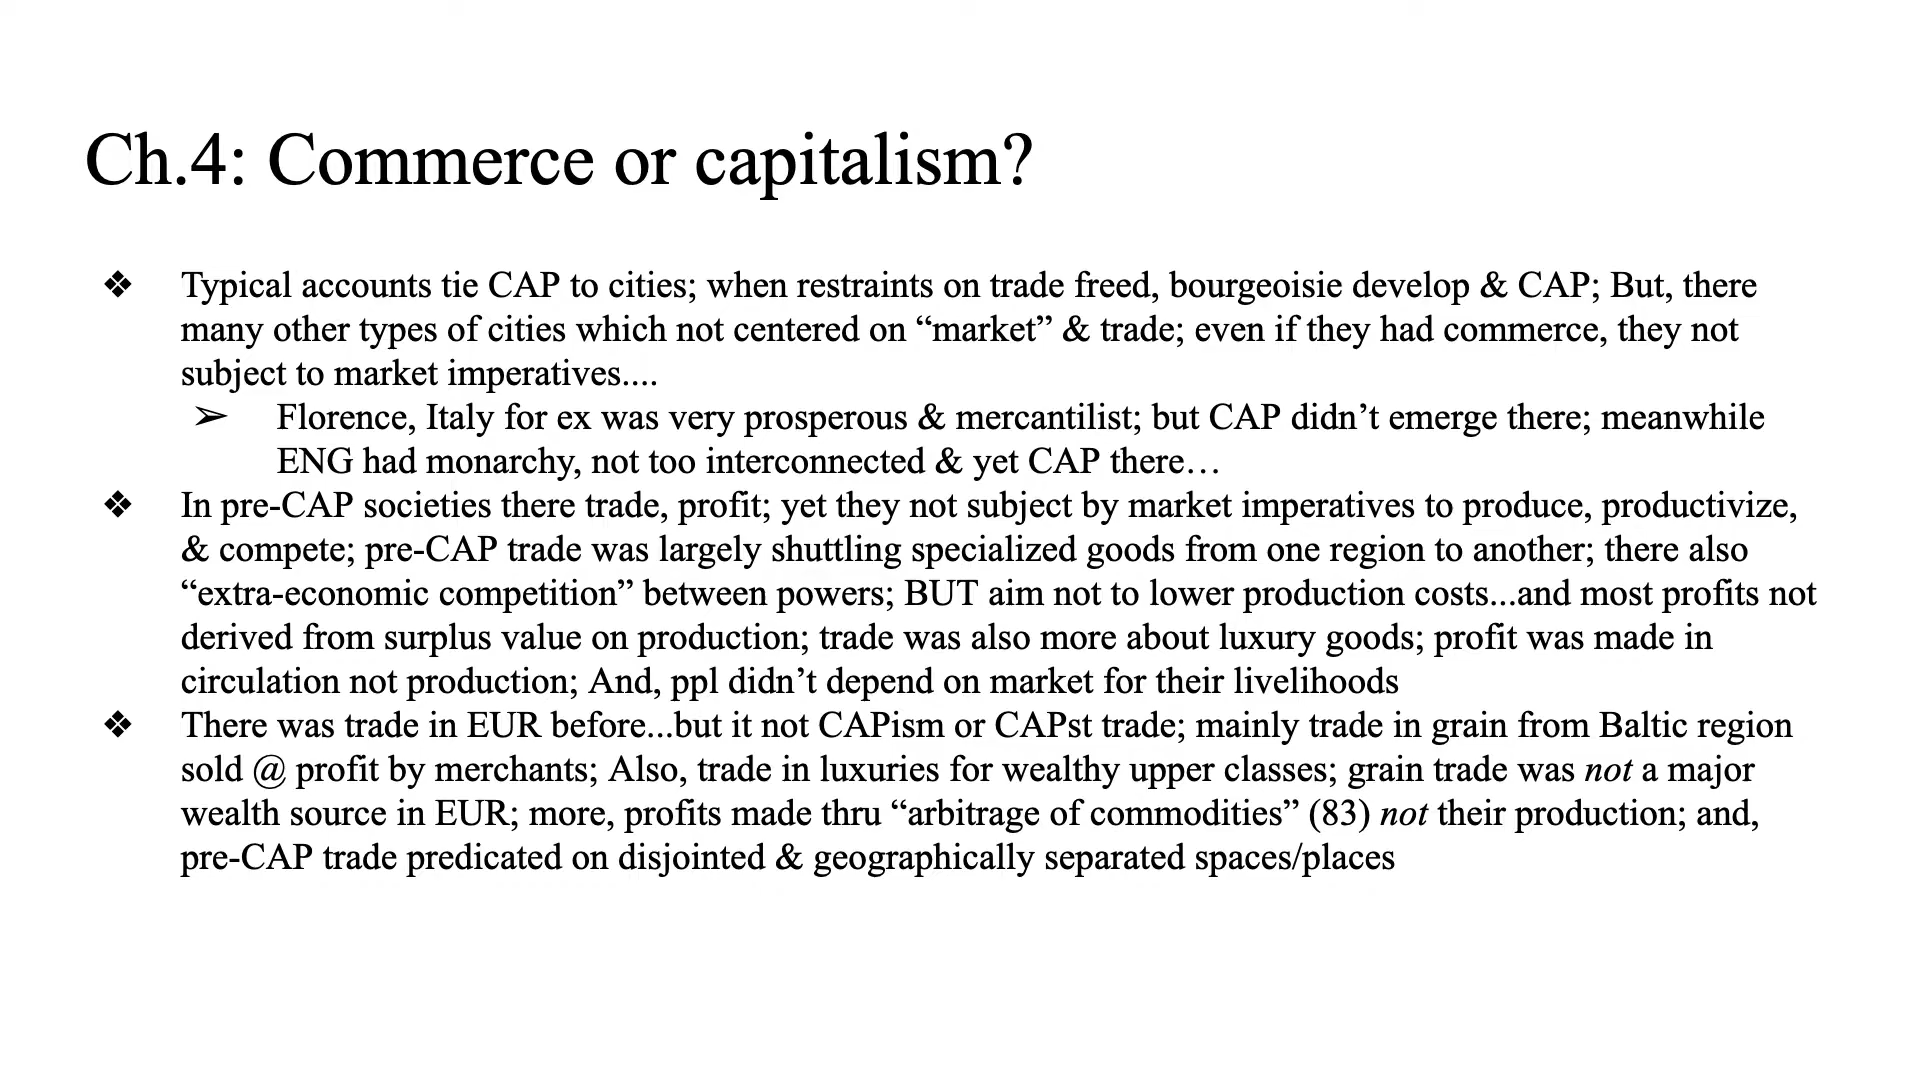 Ch.4: Commerce or capitalism?
❖ Typical accounts tie CAP to cities; when restraints on trade freed, bourgeoisie develop & CAP; But, there
many other types of cities which not centered on “market” & trade; even if they had commerce, they not
subject to market imperatives....
➢ Florence, Italy for ex was very prosperous & mercantilist; but CAP didn’t emerge there; meanwhile
ENG had monarchy, not too interconnected & yet CAP there…
❖ In pre-CAP societies there trade, profit; yet they not subject by market imperatives to produce, productivize,
& compete; pre-CAP trade was largely shuttling specialized goods from one region to another; there also
“extra-economic competition” between powers; BUT aim not to lower production costs...and most profits not
derived from surplus value on production; trade was also more about luxury goods; profit was made in
circulation not production; And, ppl didn’t depend on market for their livelihoods
❖ There was trade in EUR before...but it not CAPism or CAPst trade; mainly trade in grain from Baltic region
sold @ profit by merchants; Also, trade in luxuries for wealthy upper classes; grain trade was not a major
wealth source in EUR; more, profits made thru “arbitrage of commodities” (83) not their production; and,
pre-CAP trade predicated on disjointed & geographically separated spaces/places